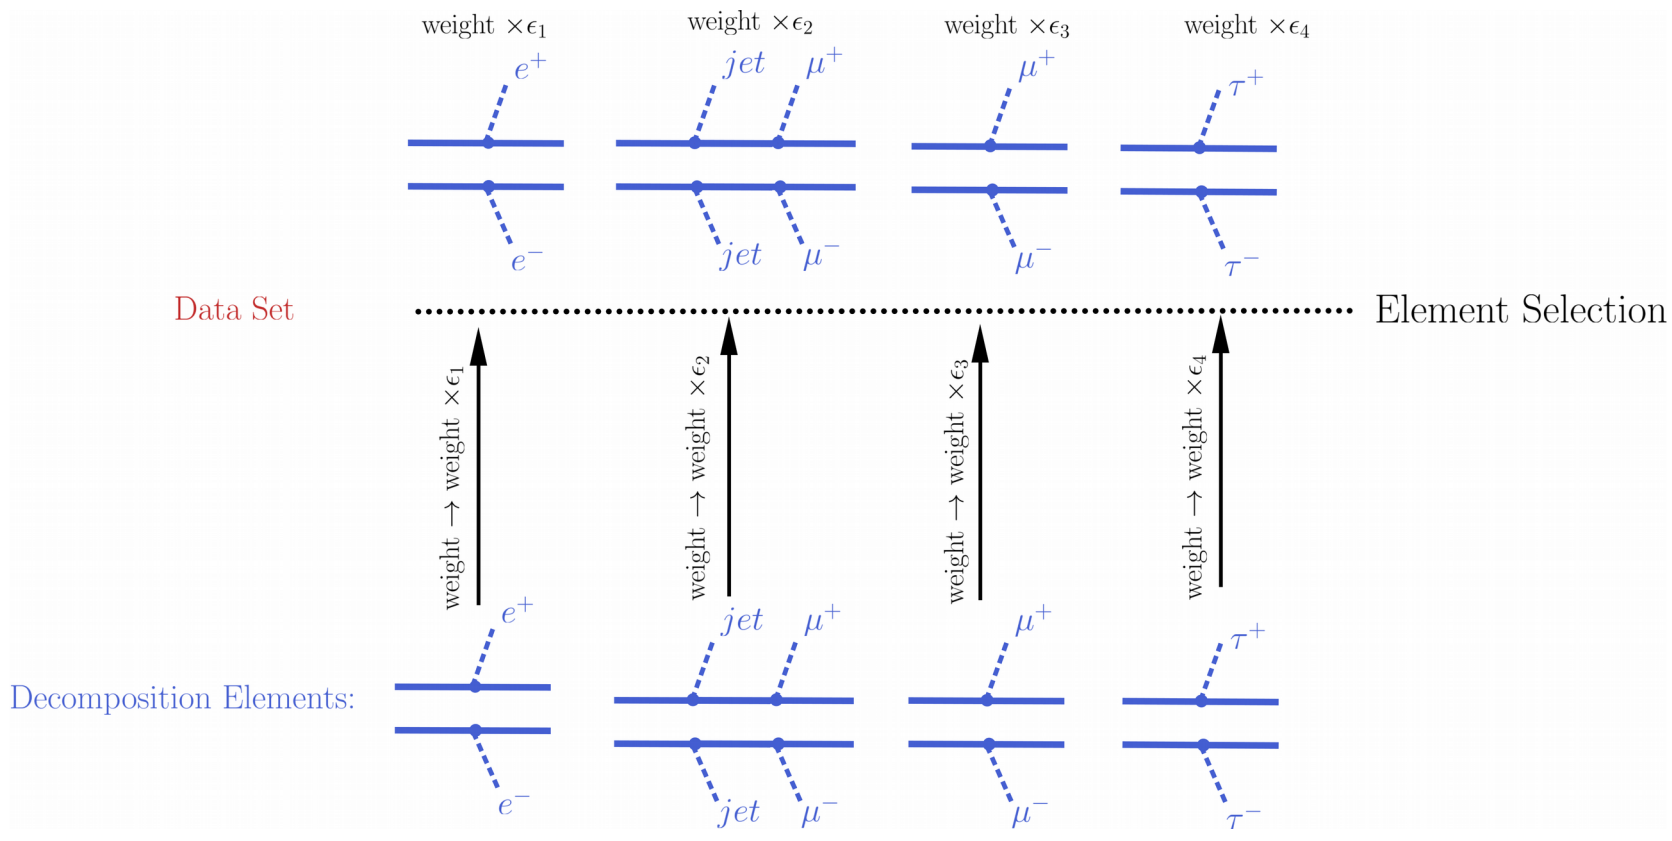 weight ×ϵ₁ weight ×ϵ₂ weight ×ϵ₃ weight ×ϵ₄
e⁺ jet μ⁺ μ⁺ τ⁺
e⁻ jet μ⁻ μ⁻ τ⁻
Data Set Element Selection
weight → weight ×ϵ₁
weight → weight ×ϵ₂
weight → weight ×ϵ₃
weight → weight ×ϵ₄
e⁺ jet μ⁺ μ⁺ τ⁺
Decomposition Elements:
e⁻ jet μ⁻ μ⁻ τ⁻